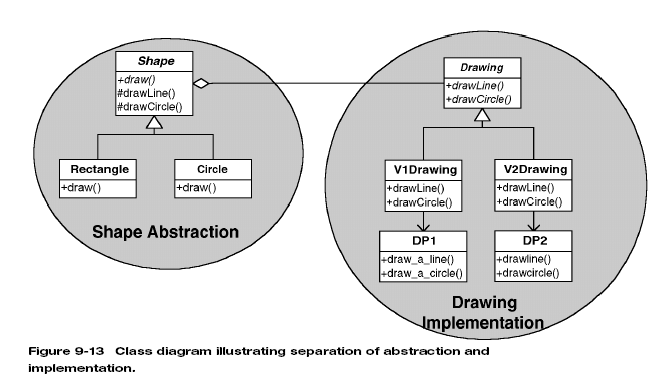 Shape
+draw()
#drawLine()
#drawCircle()
Drawing
+drawLine()
+drawCircle()
Rectangle
+draw()
Circle
+draw()
V1Drawing
+drawLine()
+drawCircle()
V2Drawing
+drawLine()
+drawCircle()
Shape Abstraction
DP1
+draw_a_line()
+draw_a_circle()
DP2
+drawline()
+drawcircle()
Drawing
Implementation
Figure 9-13 Class diagram illustrating separation of abstraction and
implementation.